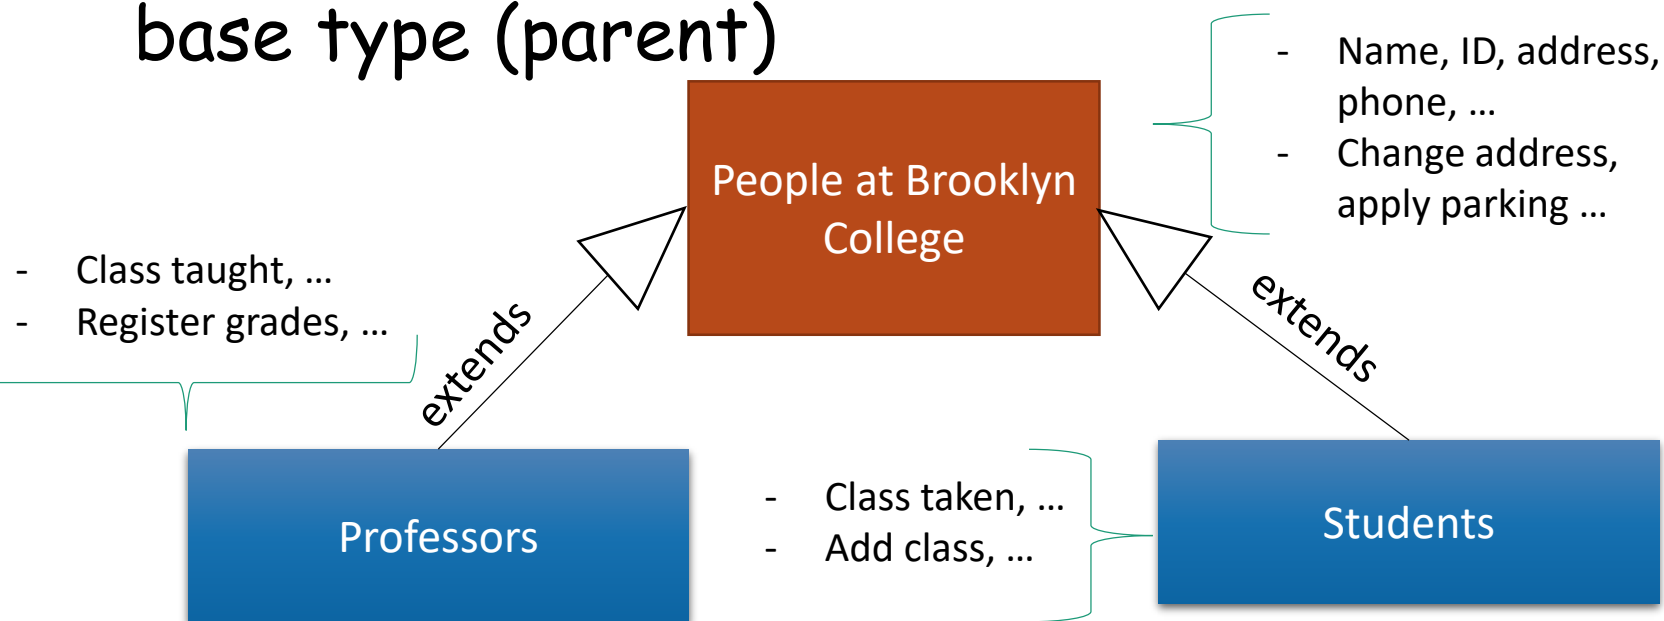 base type (parent)
- Name, ID, address,
phone, …
- Change address,
apply parking …
People at Brooklyn
College
- Class taught, …
- Register grades, …
extends
extends
Professors
- Class taken, …
- Add class, …
Students